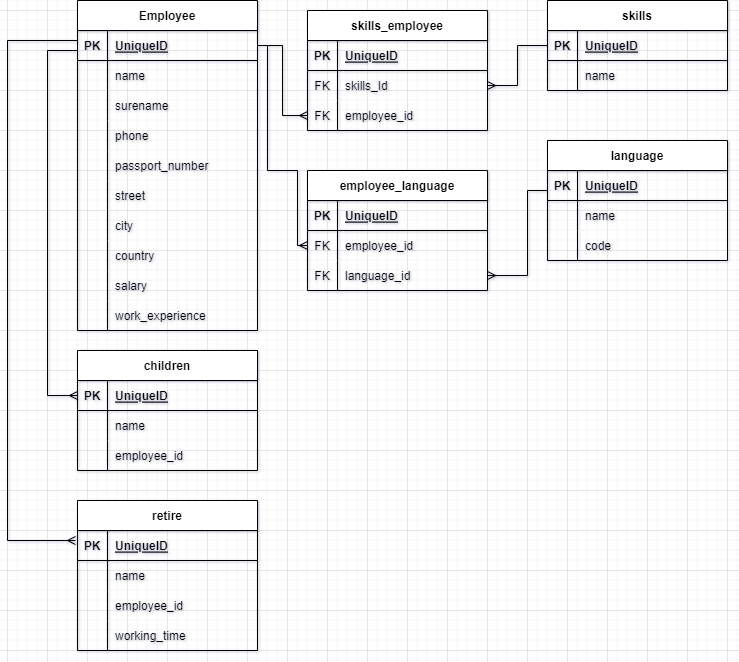 Employee
PK UniqueID
name
surename
phone
passport_number
street
city
country
salary
work_experience
skills_employee
PK UniqueID
FK skills_Id
FK employee_id
skills
PK UniqueID
name
employee_language
PK UniqueID
FK employee_id
FK language_id
language
PK UniqueID
name
code
children
PK UniqueID
name
employee_id
retire
PK UniqueID
name
employee_id
working_time